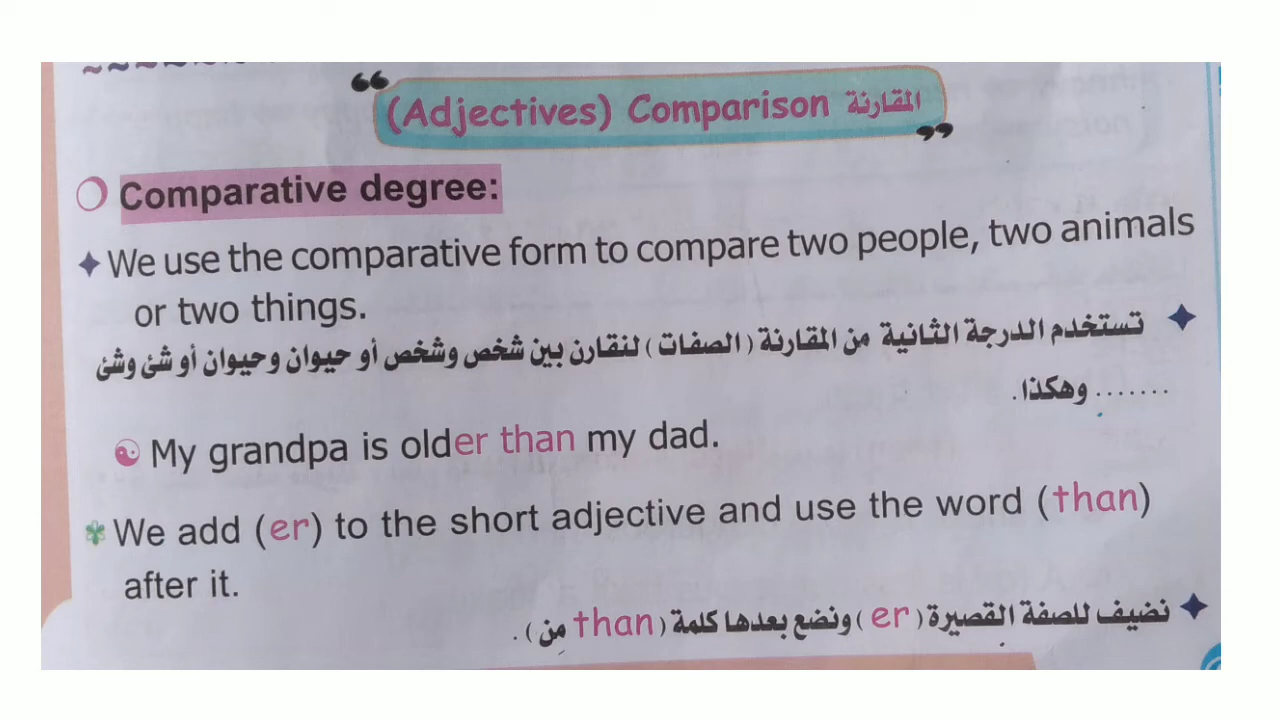 (Adjectives) Comparison المقارنة
Comparative degree:
We use the comparative form to compare two people, two animals
or two things.
تستخدم الدرجة الثانية من المقارنة (الصفات) لنقارن بين شخص وشخص أو حيوان وحيوان أو شئ وشئ
....... وهكذا.
My grandpa is older than my dad.
We add (er) to the short adjective and use the word (than)
after it.
نضيف للصفة القصيرة (er) ونضع بعدها كلمة (than مِن).